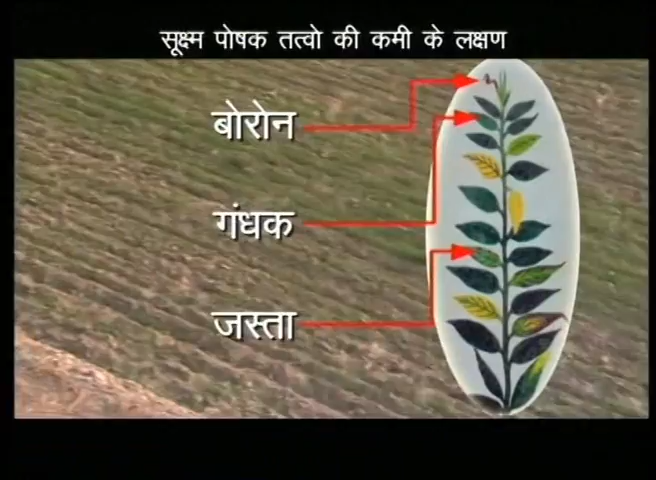 सूक्ष्म पोषक तत्वो की कमी के लक्षण
बोरोन
गंधक
जस्ता